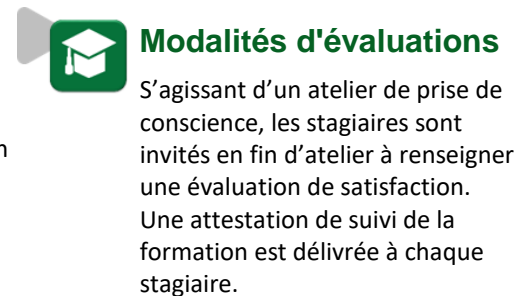 Modalités d'évaluations
S’agissant d’un atelier de prise de
conscience, les stagiaires sont
invités en fin d’atelier à renseigner
une évaluation de satisfaction.
Une attestation de suivi de la
formation est délivrée à chaque
stagiaire.